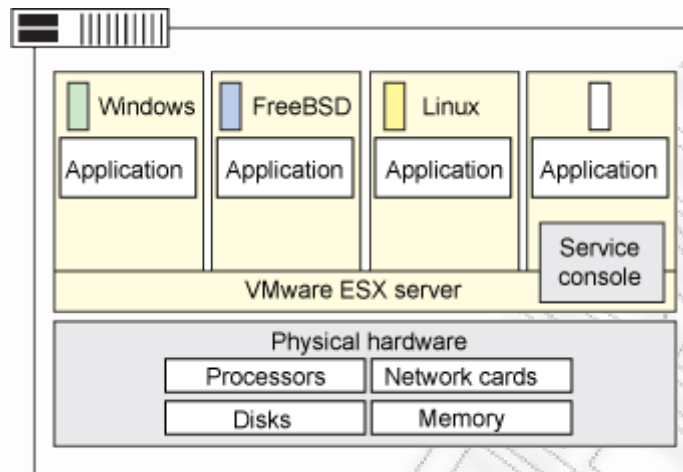 Windows
FreeBSD
Linux
Application
Application
Application
Application
Service
console
VMware ESX server
Physical hardware
Processors
Network cards
Disks
Memory